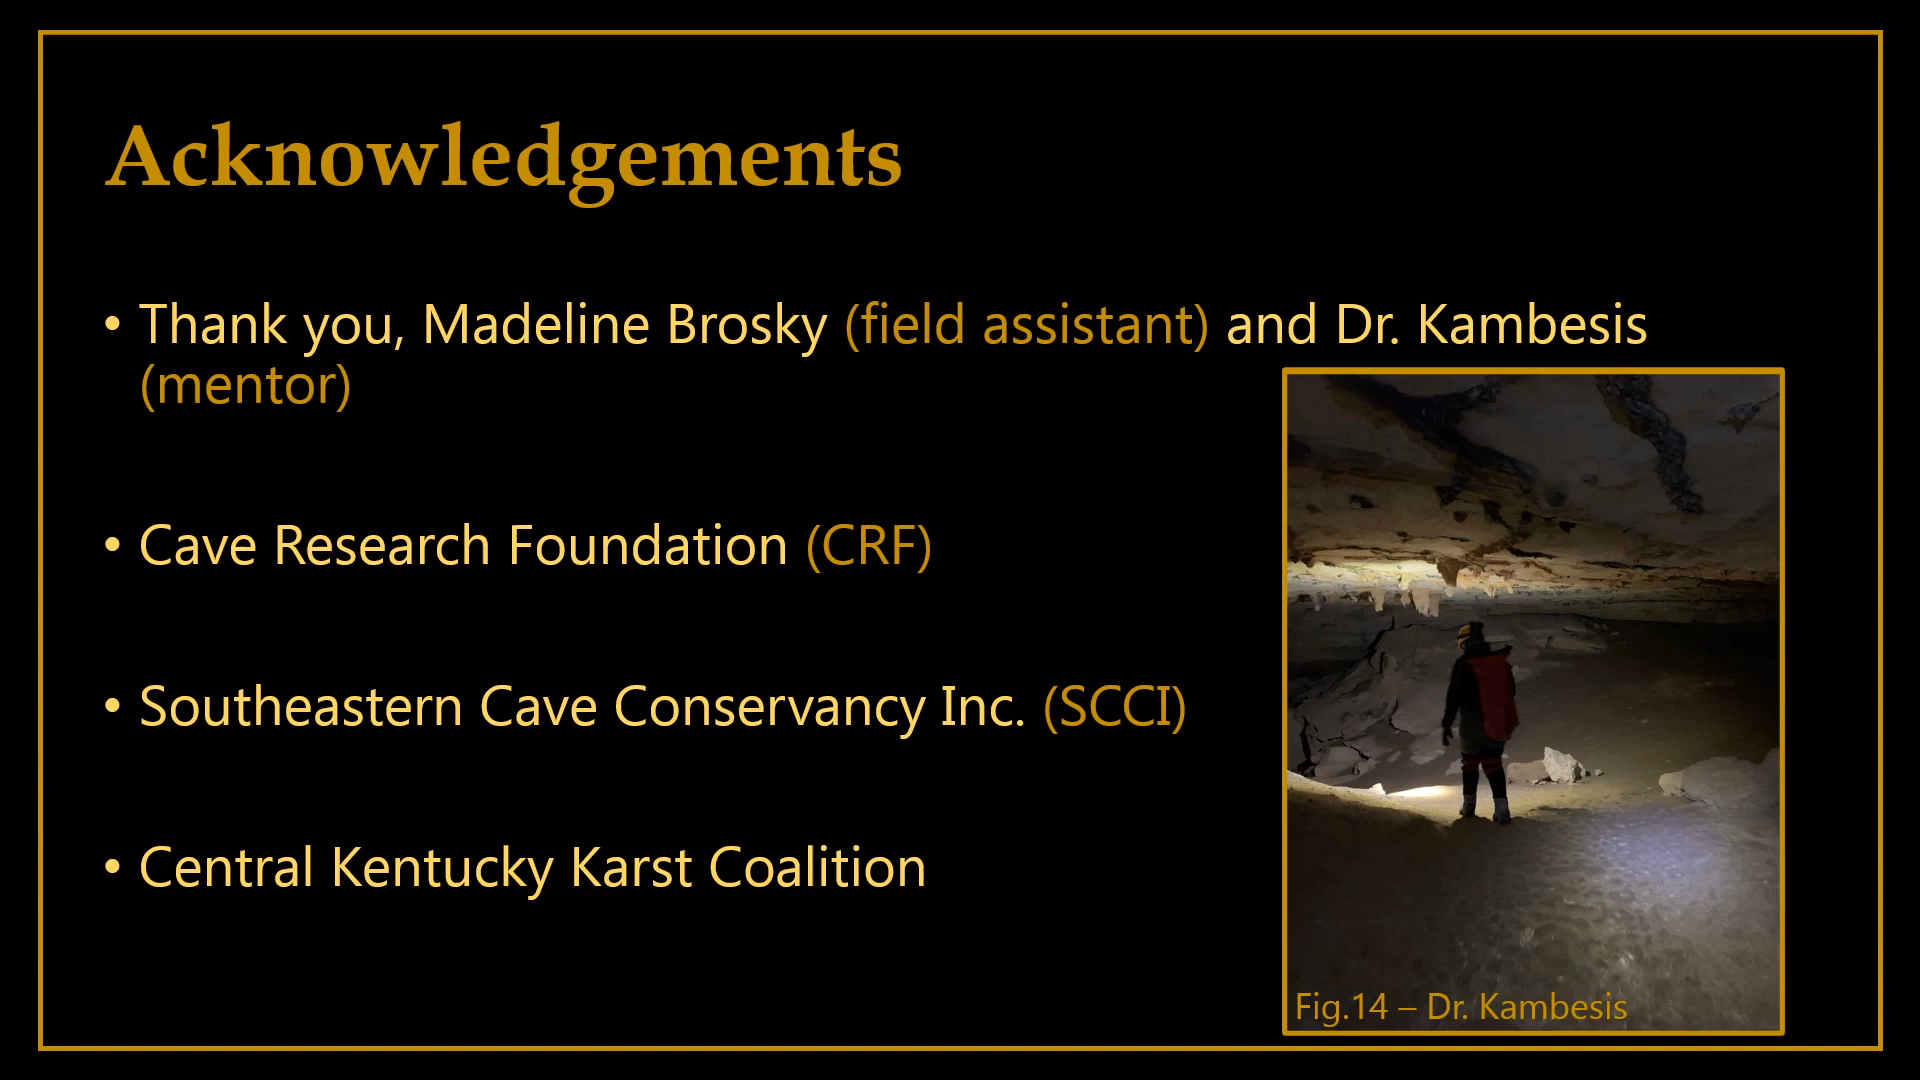 Acknowledgements
• Thank you, Madeline Brosky (field assistant) and Dr. Kambesis
(mentor)
• Cave Research Foundation (CRF)
• Southeastern Cave Conservancy Inc. (SCCI)
• Central Kentucky Karst Coalition
Fig.14 – Dr. Kambesis